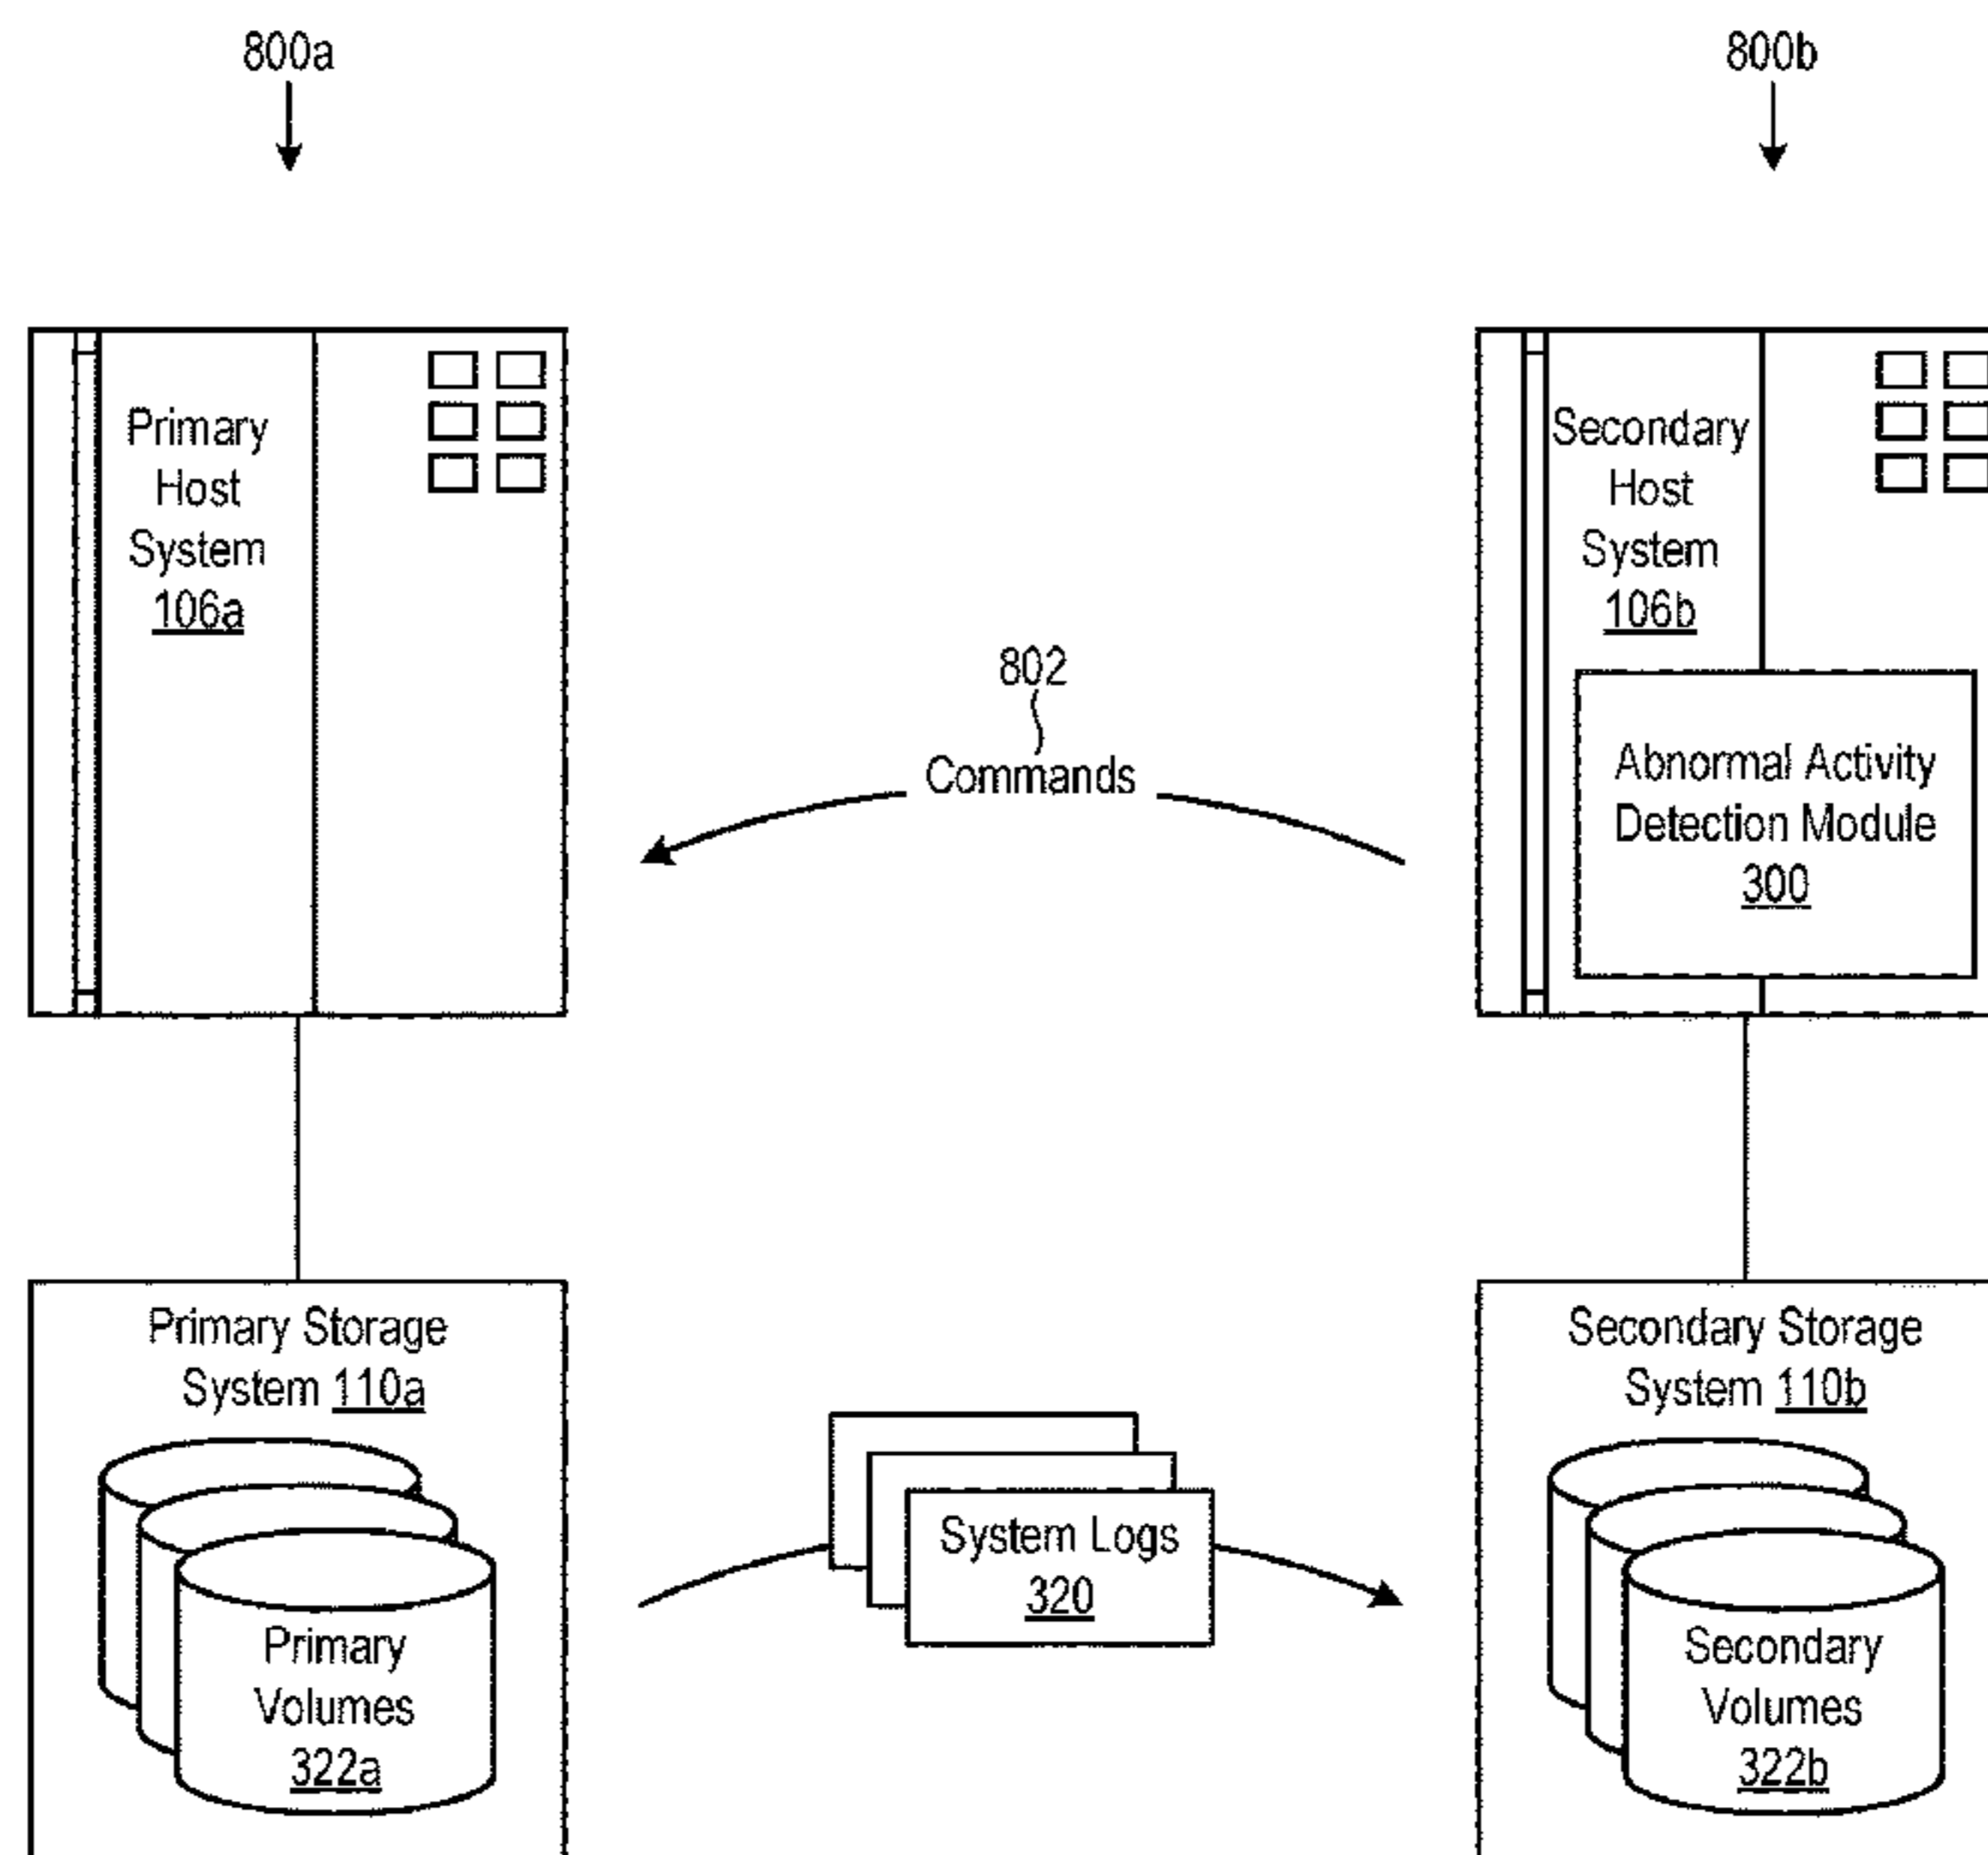 800a
800b
Primary
Host
System
106a
Secondary
Host
System
106b
802
Commands
Abnormal Activity
Detection Module
300
Primary Storage
System 110a
Secondary Storage
System 110b
System Logs
320
Primary
Volumes
322a
Secondary
Volumes
322b